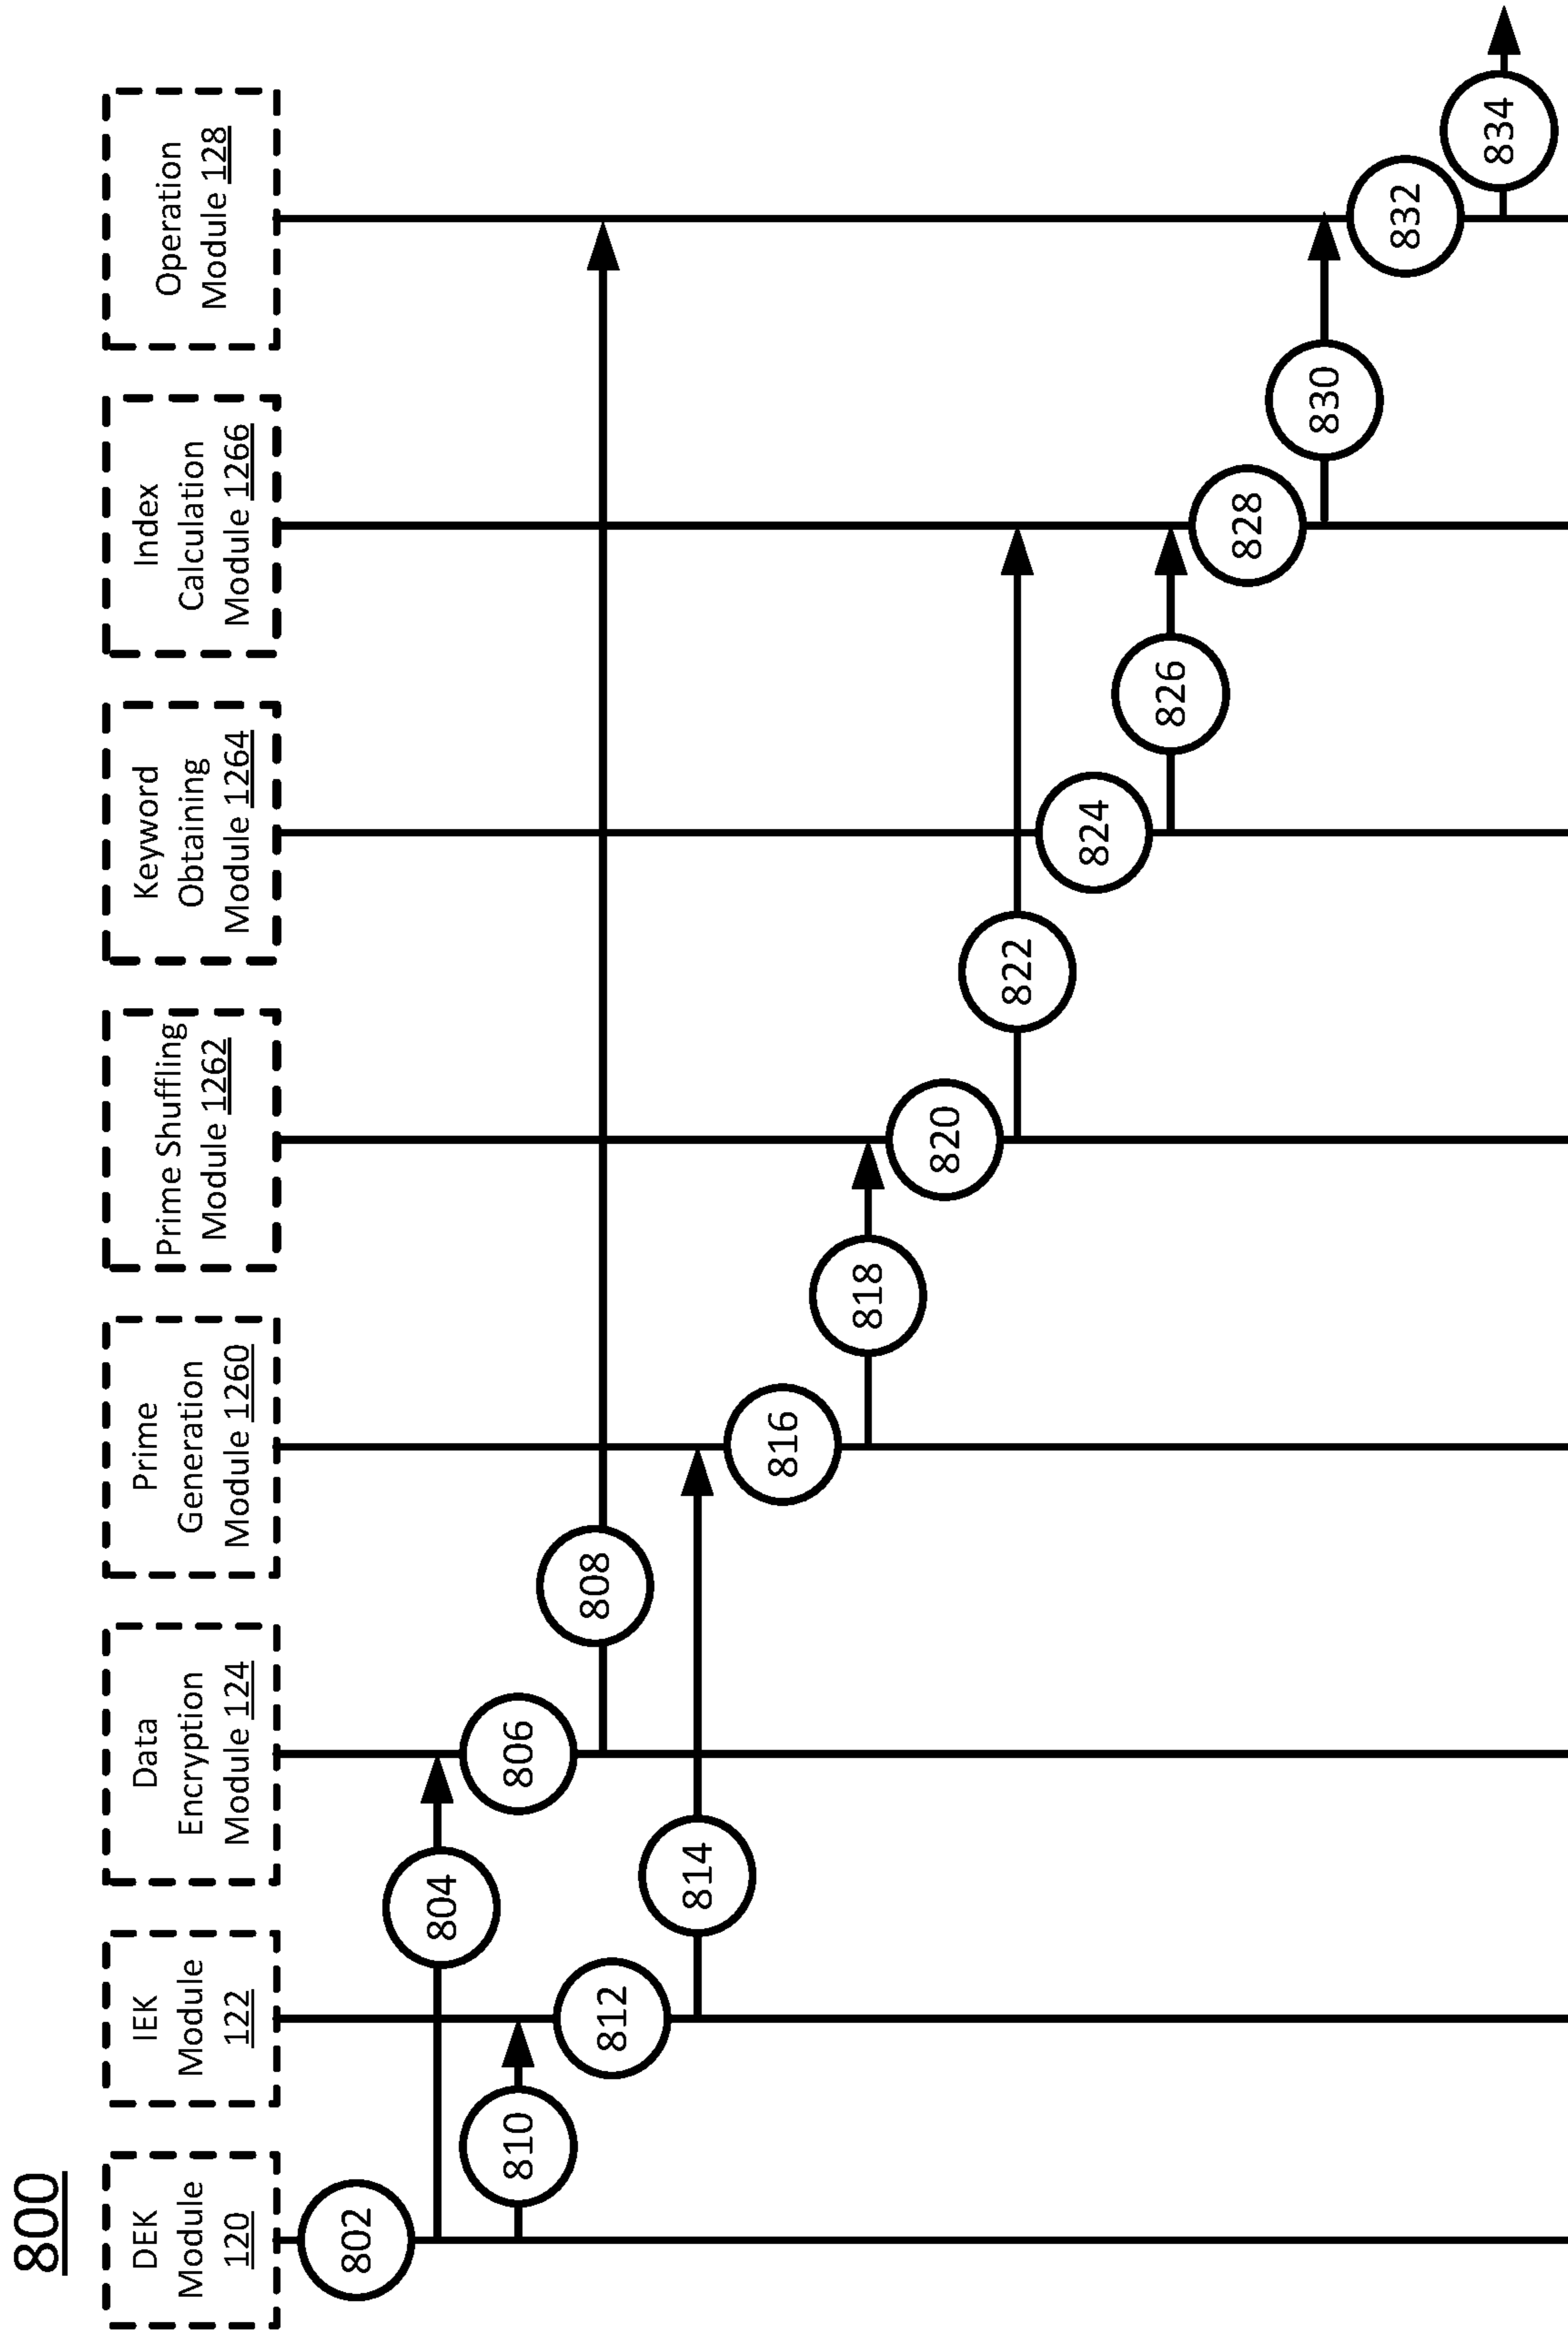 800
DEK
Module
120
IEK
Module
122
Data
Encryption
Module 124
Prime
Generation
Module 1260
Prime Shuffling
Module 1262
Keyword
Obtaining
Module 1264
Index
Calculation
Module 1266
Operation
Module 128
802
804
806
808
810
812
814
816
818
820
822
824
826
828
830
832
834